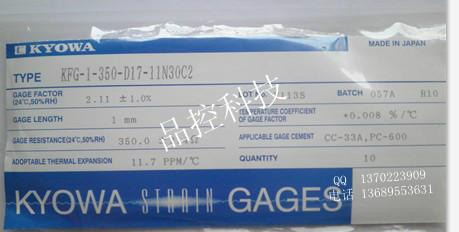 KYOWA MADE IN JAPAN
TYPE KFG-1-350-D17-11N30C2
GAGE FACTOR (24℃,50%RH) 2.11 ±1.0% LOT 113S BATCH 057A B10
GAGE LENGTH 1 mm TEMPERATURE COEFFICIENT OF GAGE FACTOR +0.008 %/℃
GAGE RESISTANCE(24℃,50%RH) 350.0 APPLICABLE GAGE CEMENT CC-33A,PC-600
ADOPTABLE THERMAL EXPANSION 11.7 PPM/℃ QUANTITY 10
KYOWA STRAIN GAGES
品控科技
QQ 1370223909
电话 13689553631